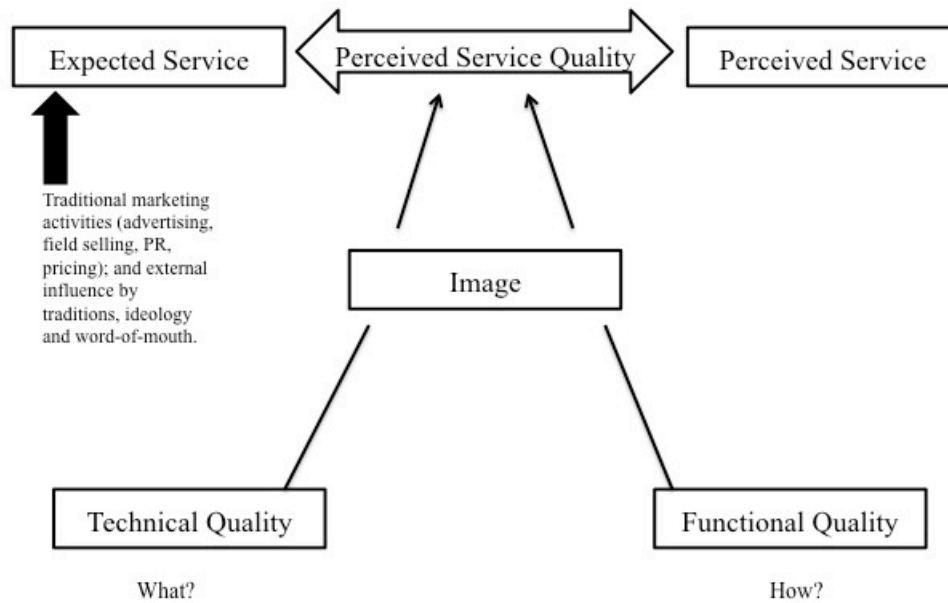 Expected Service
Perceived Service Quality
Perceived Service
Traditional marketing
activities (advertising,
field selling, PR,
pricing); and external
influence by
traditions, ideology
and word-of-mouth.
Image
Technical Quality
Functional Quality
What?
How?